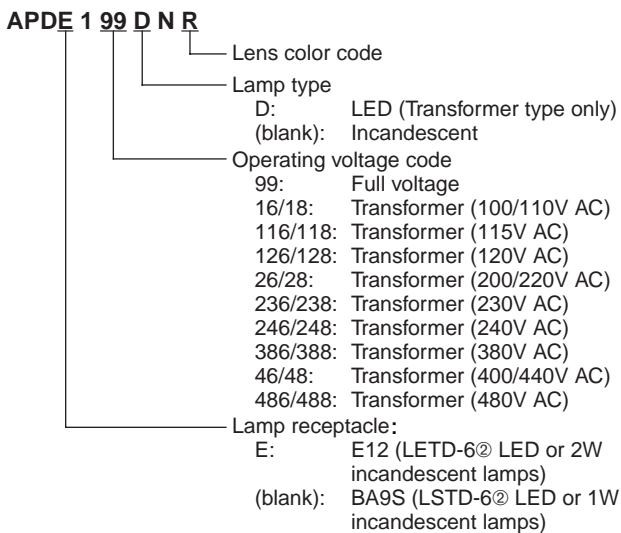 APDE 1 99 D N R
Lens color code
Lamp type
D: LED (Transformer type only)
(blank): Incandescent
Operating voltage code
99: Full voltage
16/18: Transformer (100/110V AC)
116/118: Transformer (115V AC)
126/128: Transformer (120V AC)
26/28: Transformer (200/220V AC)
236/238: Transformer (230V AC)
246/248: Transformer (240V AC)
386/388: Transformer (380V AC)
46/48: Transformer (400/440V AC)
486/488: Transformer (480V AC)
Lamp receptacle:
E: E12 (LETD-6② LED or 2W
incandescent lamps)
(blank): BA9S (LSTD-6② LED or 1W
incandescent lamps)